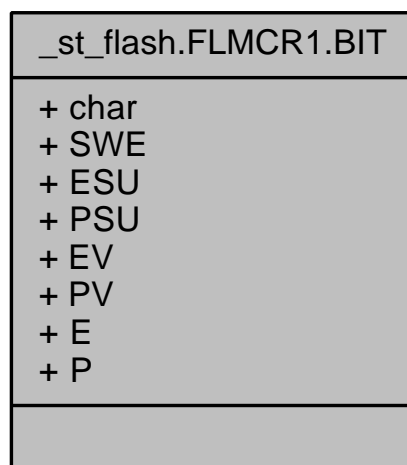 _st_flash.FLMCR1.BIT
+ char
+ SWE
+ ESU
+ PSU
+ EV
+ PV
+ E
+ P